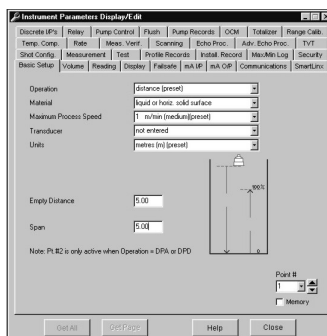 Instrument Parameters Display/Edit
Discrete I/P's Relay Pump Control Flush Pump Records OCM Totalizer Range Calib.
Temp. Comp. Rate Meas. Verif. Scanning Echo Proc. Adv. Echo Proc. TVT
Shot Config. Measurement Test Profile Records Install. Record Max/Min Log Security
Basic Setup Volume Reading Display Failsafe mA I/P mA O/P Communications SmartLinx
Operation distance (preset)
Material liquid or horiz. solid surface
Maximum Process Speed 1 m/min (medium)(preset)
Transducer not entered
Units metres (m) (preset)
100%
Empty Distance 5.00
Span 5.00
0
Note: Pt #2 is only active when Operation = DPA or DPD
Point #
1
Memory
Get All Get Page Help Close